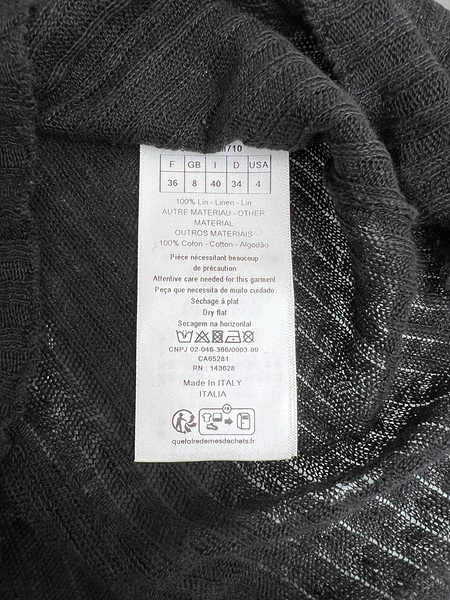 /10
F GB I D USA
36 8 40 34 4
100% Lin - Linen - Lin
AUTRE MATERIAU - OTHER
MATERIAL
OUTROS MATERIAIS
100% Coton - Cotton - Algodão
Pièce nécessitant beaucoup
de précaution
Attentive care needed for this garment
Peça que necessita de muito cuidado
Séchage à plat
Dry flat
Secagem na horizontal
CNPJ 02-046-366/0003-99
CA65281
RN : 143628
Made In ITALY
ITALIA
quefairedemesdechets.fr